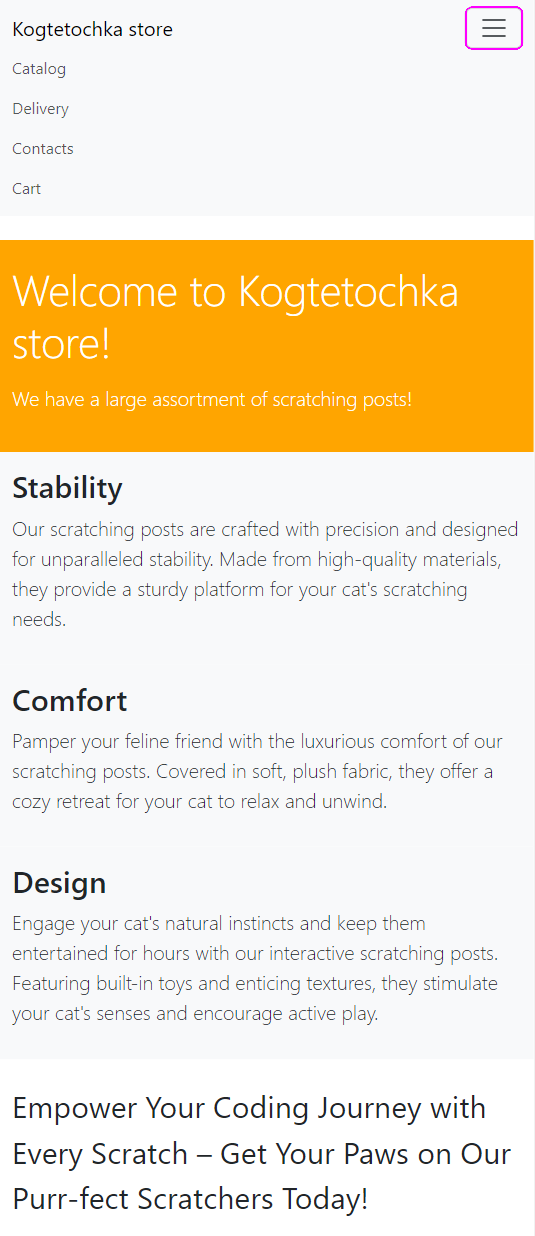 Kogtetochka store
Catalog
Delivery
Contacts
Cart
Welcome to Kogtetochka
store!
We have a large assortment of scratching posts!
Stability
Our scratching posts are crafted with precision and designed
for unparalleled stability. Made from high-quality materials,
they provide a sturdy platform for your cat's scratching
needs.
Comfort
Pamper your feline friend with the luxurious comfort of our
scratching posts. Covered in soft, plush fabric, they offer a
cozy retreat for your cat to relax and unwind.
Design
Engage your cat's natural instincts and keep them
entertained for hours with our interactive scratching posts.
Featuring built-in toys and enticing textures, they stimulate
your cat's senses and encourage active play.
Empower Your Coding Journey with
Every Scratch – Get Your Paws on Our
Purr-fect Scratchers Today!